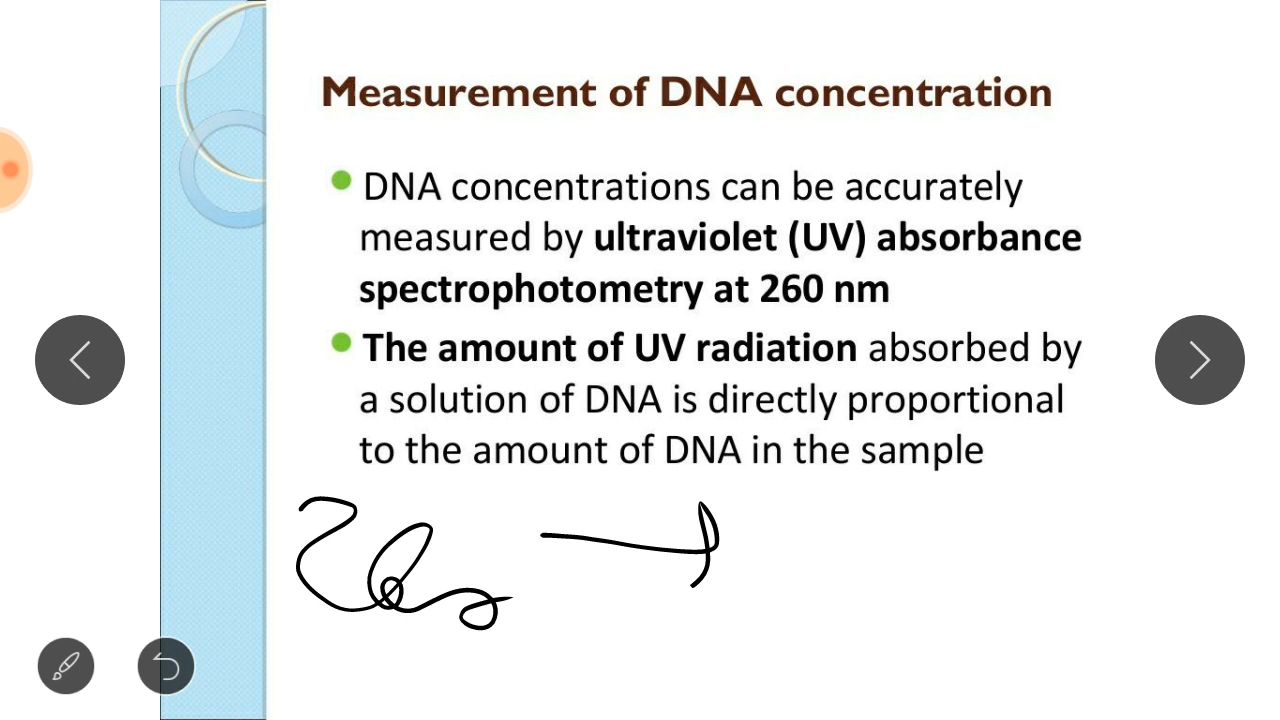 Measurement of DNA concentration
DNA concentrations can be accurately
measured by ultraviolet (UV) absorbance
spectrophotometry at 260 nm
The amount of UV radiation absorbed by
a solution of DNA is directly proportional
to the amount of DNA in the sample